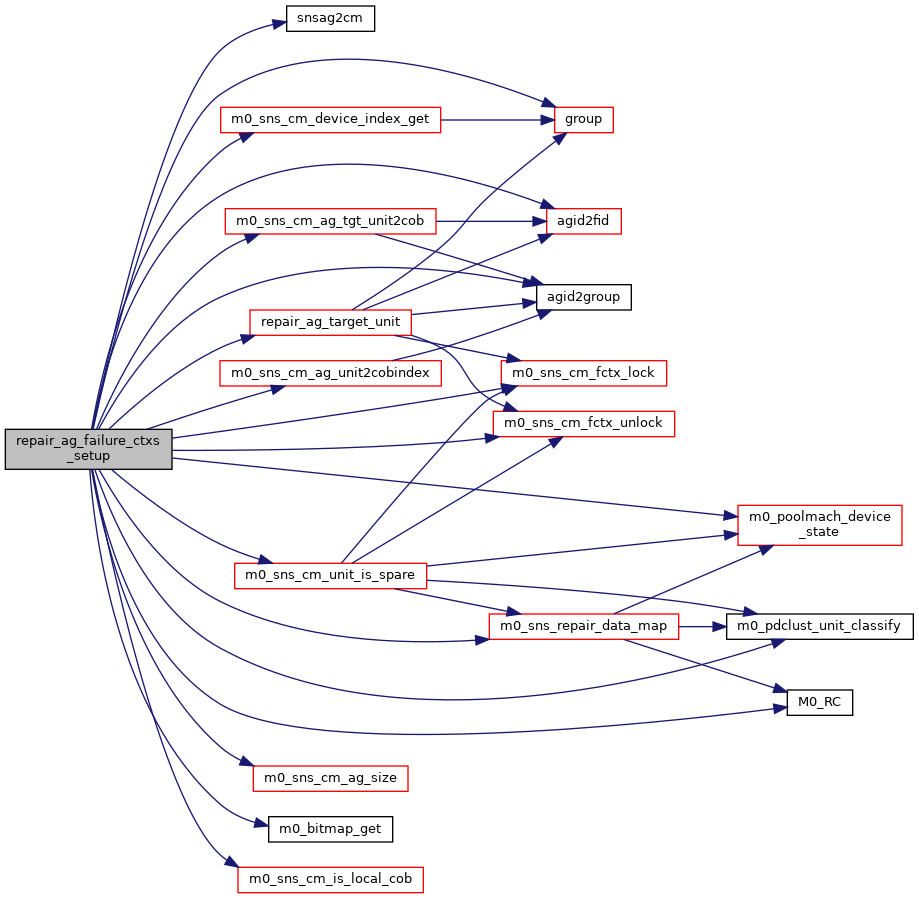 snsag2cm
m0_sns_cm_device_index_get
group
m0_sns_cm_ag_tgt_unit2cob
agid2fid
agid2group
repair_ag_target_unit
m0_sns_cm_ag_unit2cobindex
m0_sns_cm_fctx_lock
m0_sns_cm_fctx_unlock
repair_ag_failure_ctxs
_setup
m0_poolmach_device
_state
m0_sns_cm_unit_is_spare
m0_sns_repair_data_map
m0_pdclust_unit_classify
M0_RC
m0_sns_cm_ag_size
m0_bitmap_get
m0_sns_cm_is_local_cob